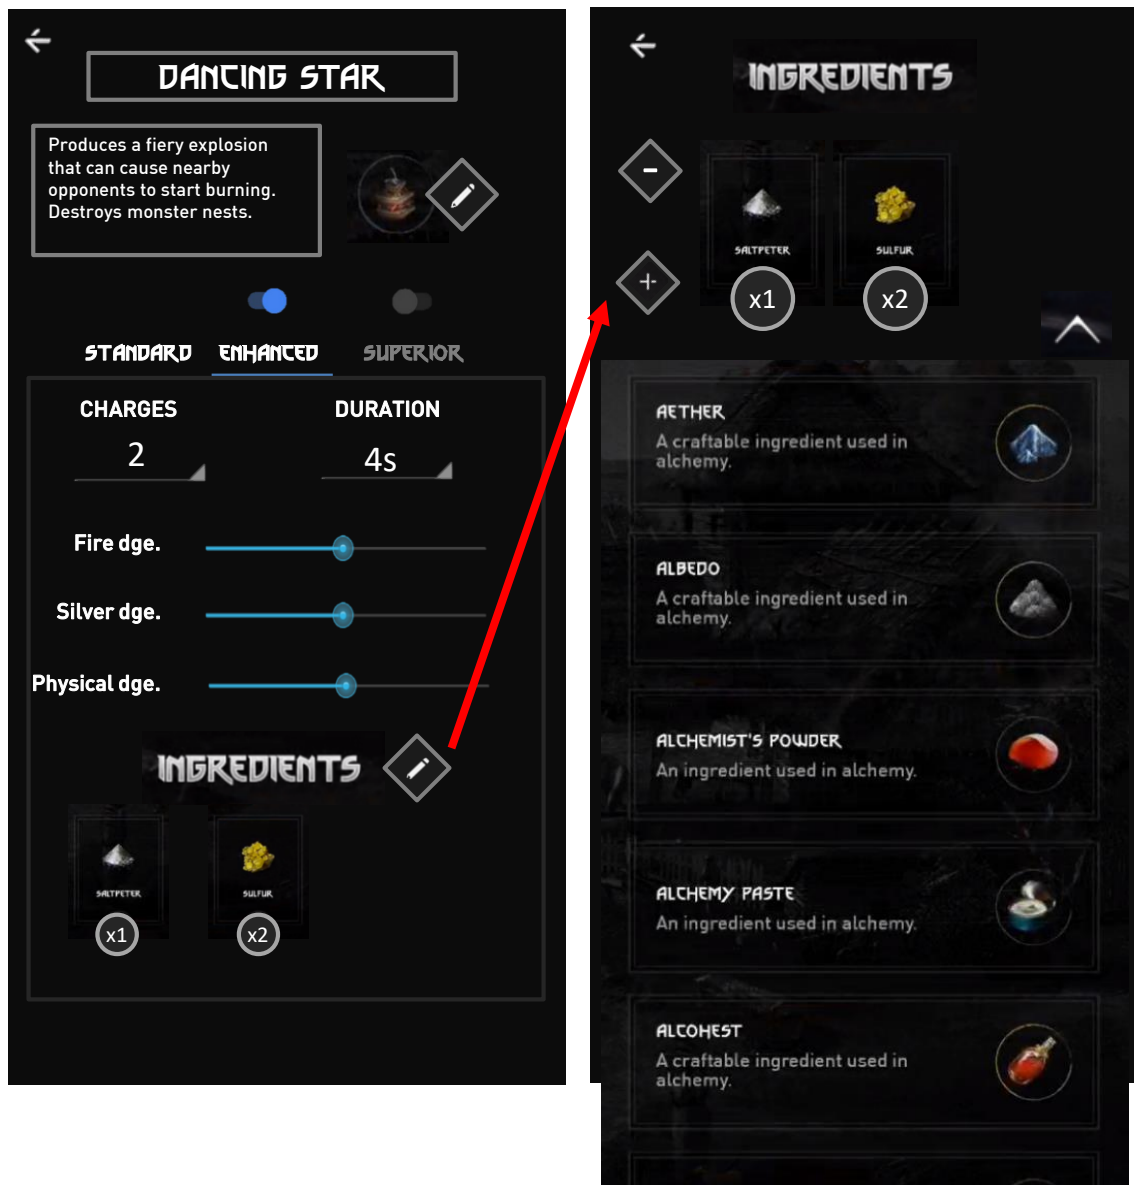 DANCING STAR
Produces a fiery explosion
that can cause nearby
opponents to start burning.
Destroys monster nests.
STANDARD ENHANCED SUPERIOR
CHARGES DURATION
2 4s
Fire dge.
Silver dge.
Physical dge.
INGREDIENTS
SALTPETER SULFUR
x1 x2
INGREDIENTS
-
+
SALTPETER SULFUR
x1 x2
AETHER
A craftable ingredient used in
alchemy.
ALBEDO
A craftable ingredient used in
alchemy.
ALCHEMIST'S POWDER
An ingredient used in alchemy.
ALCHEMY PASTE
An ingredient used in alchemy.
ALCOHEST
A craftable ingredient used in
alchemy.